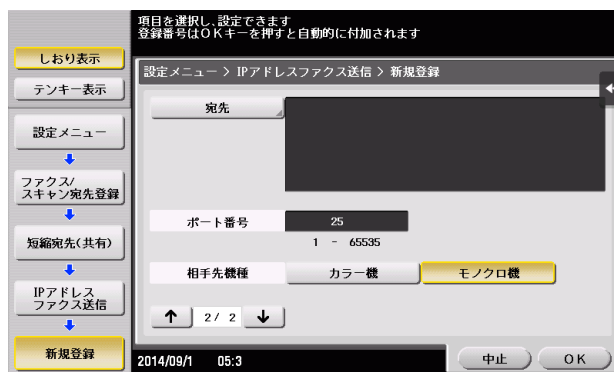 項目を選択し、設定できます
登録番号はOKキーを押すと自動的に付加されます
しおり表示
テンキー表示
設定メニュー
ファクス/
スキャン宛先登録
短縮宛先(共有)
IPアドレス
ファクス送信
新規登録
設定メニュー > IPアドレスファクス送信 > 新規登録
宛先
ポート番号
25
1 - 65535
相手先機種
カラー機
モノクロ機
2/ 2
2014/09/1 05:3
中止
OK